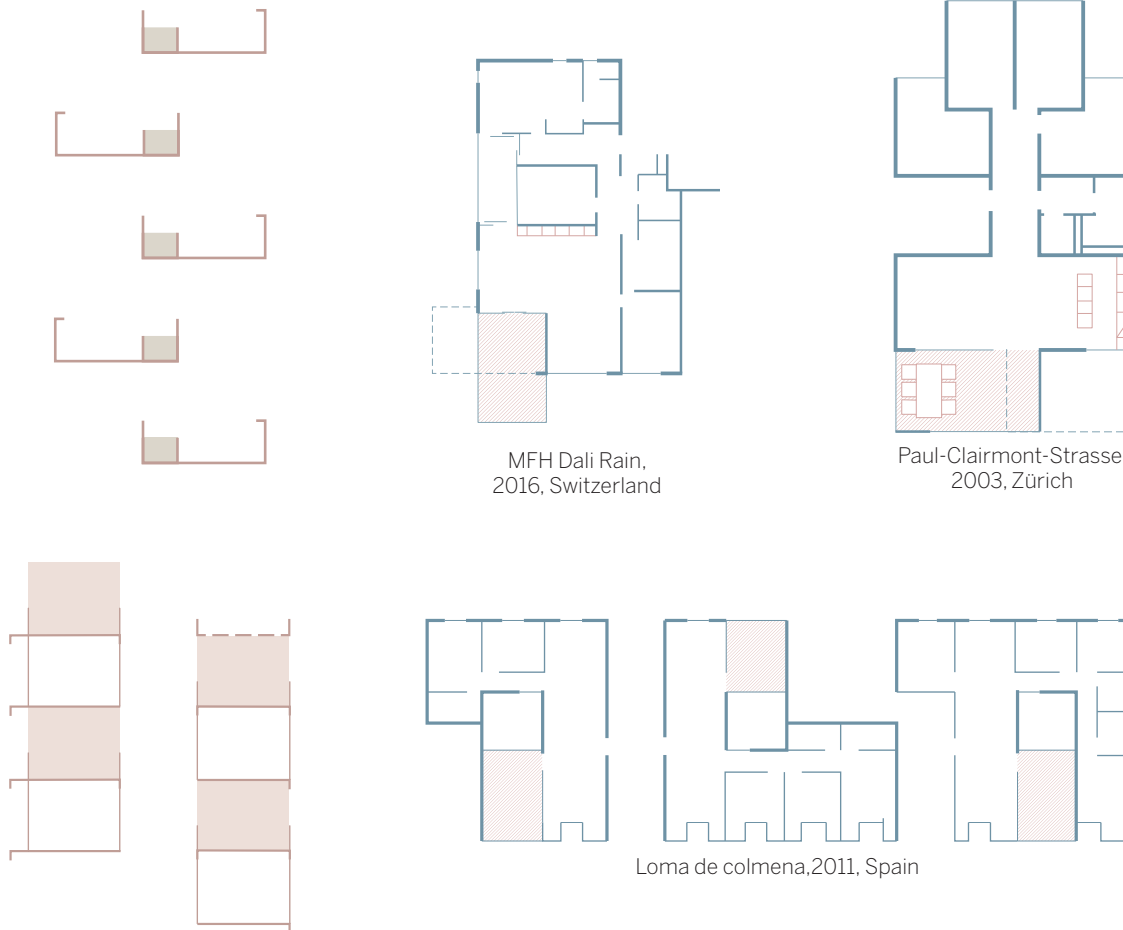 MFH Dali Rain,
2016, Switzerland
Paul-Clairmont-Strasse
2003, Zürich
Loma de colmena,2011, Spain